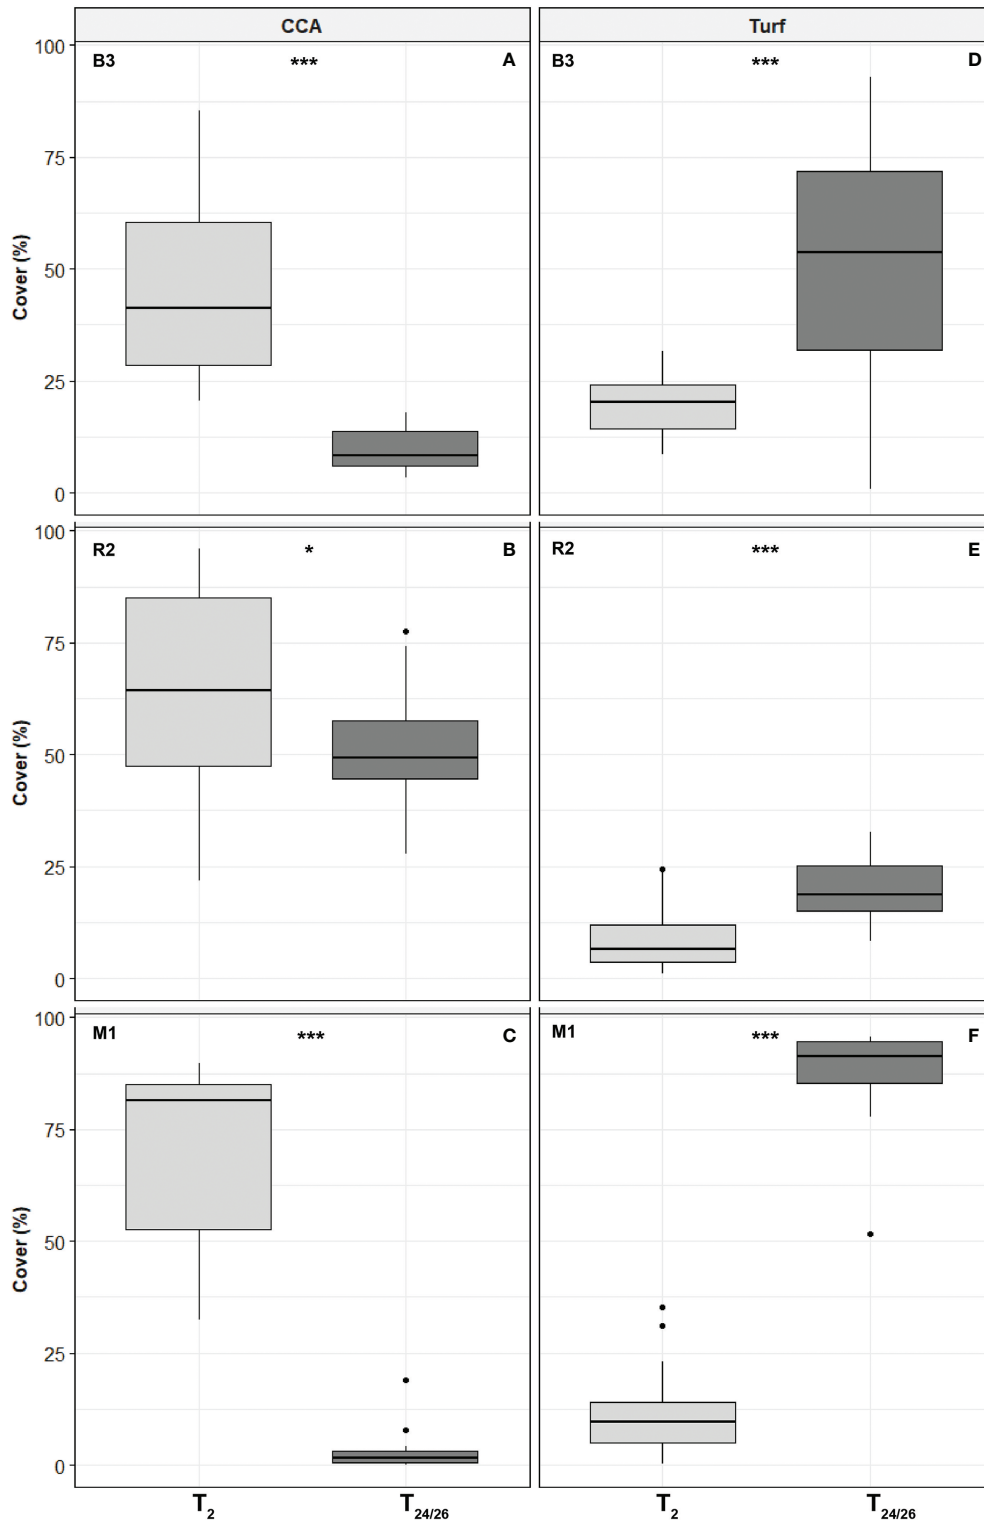 CCA
Turf
B3 *** A
B3 *** D
100
75
50
25
0
Cover (%)
R2 * B
R2 *** E
100
75
50
25
0
Cover (%)
M1 *** C
M1 *** F
100
75
50
25
0
Cover (%)
T2 T24/26
T2 T24/26